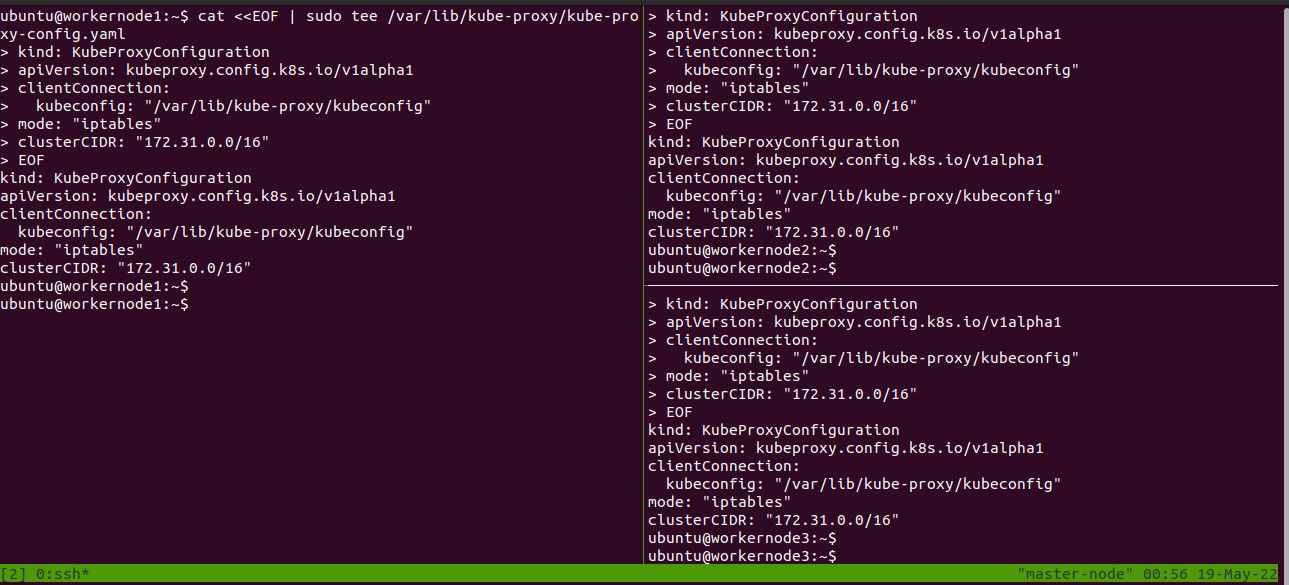 ubuntu@workernode1:~$ cat <<EOF | sudo tee /var/lib/kube-proxy/kube-pro
xy-config.yaml
> kind: KubeProxyConfiguration
> apiVersion: kubeproxy.config.k8s.io/v1alpha1
> clientConnection:
>   kubeconfig: "/var/lib/kube-proxy/kubeconfig"
> mode: "iptables"
> clusterCIDR: "172.31.0.0/16"
> EOF
kind: KubeProxyConfiguration
apiVersion: kubeproxy.config.k8s.io/v1alpha1
clientConnection:
  kubeconfig: "/var/lib/kube-proxy/kubeconfig"
mode: "iptables"
clusterCIDR: "172.31.0.0/16"
ubuntu@workernode1:~$
ubuntu@workernode1:~$
> kind: KubeProxyConfiguration
> apiVersion: kubeproxy.config.k8s.io/v1alpha1
> clientConnection:
>   kubeconfig: "/var/lib/kube-proxy/kubeconfig"
> mode: "iptables"
> clusterCIDR: "172.31.0.0/16"
> EOF
kind: KubeProxyConfiguration
apiVersion: kubeproxy.config.k8s.io/v1alpha1
clientConnection:
  kubeconfig: "/var/lib/kube-proxy/kubeconfig"
mode: "iptables"
clusterCIDR: "172.31.0.0/16"
ubuntu@workernode2:~$
ubuntu@workernode2:~$
> kind: KubeProxyConfiguration
> apiVersion: kubeproxy.config.k8s.io/v1alpha1
> clientConnection:
>   kubeconfig: "/var/lib/kube-proxy/kubeconfig"
> mode: "iptables"
> clusterCIDR: "172.31.0.0/16"
> EOF
kind: KubeProxyConfiguration
apiVersion: kubeproxy.config.k8s.io/v1alpha1
clientConnection:
  kubeconfig: "/var/lib/kube-proxy/kubeconfig"
mode: "iptables"
clusterCIDR: "172.31.0.0/16"
ubuntu@workernode3:~$
ubuntu@workernode3:~$
[2] 0:ssh* "master-node" 00:56 19-May-22